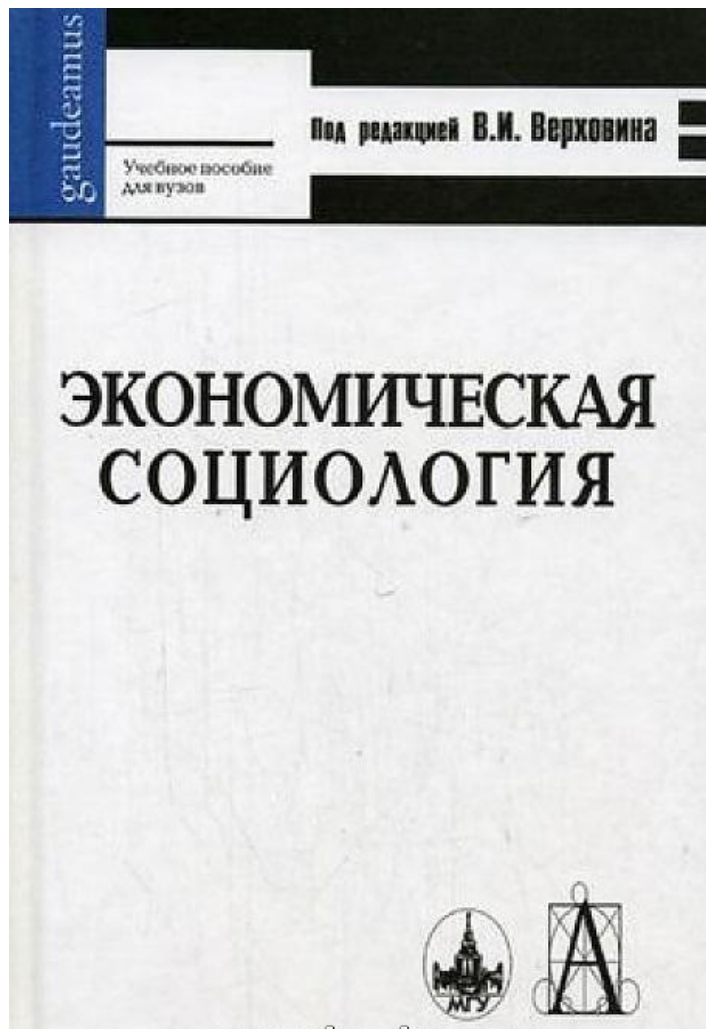 gaudeamus
Учебное пособие
для вузов
Под редакцией В.И. Верховина
ЭКОНОМИЧЕСКАЯ
СОЦИОЛОГИЯ
МГУ
А